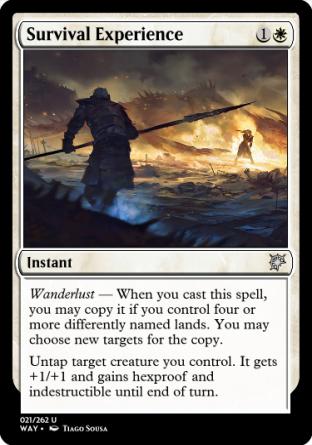 Survival Experience 1
Instant
Wanderlust — When you cast this spell,
you may copy it if you control four or
more differently named lands. You may
choose new targets for the copy.
Untap target creature you control. It gets
+1/+1 and gains hexproof and
indestructible until end of turn.
021/262 U
WAY • Tiago Sousa